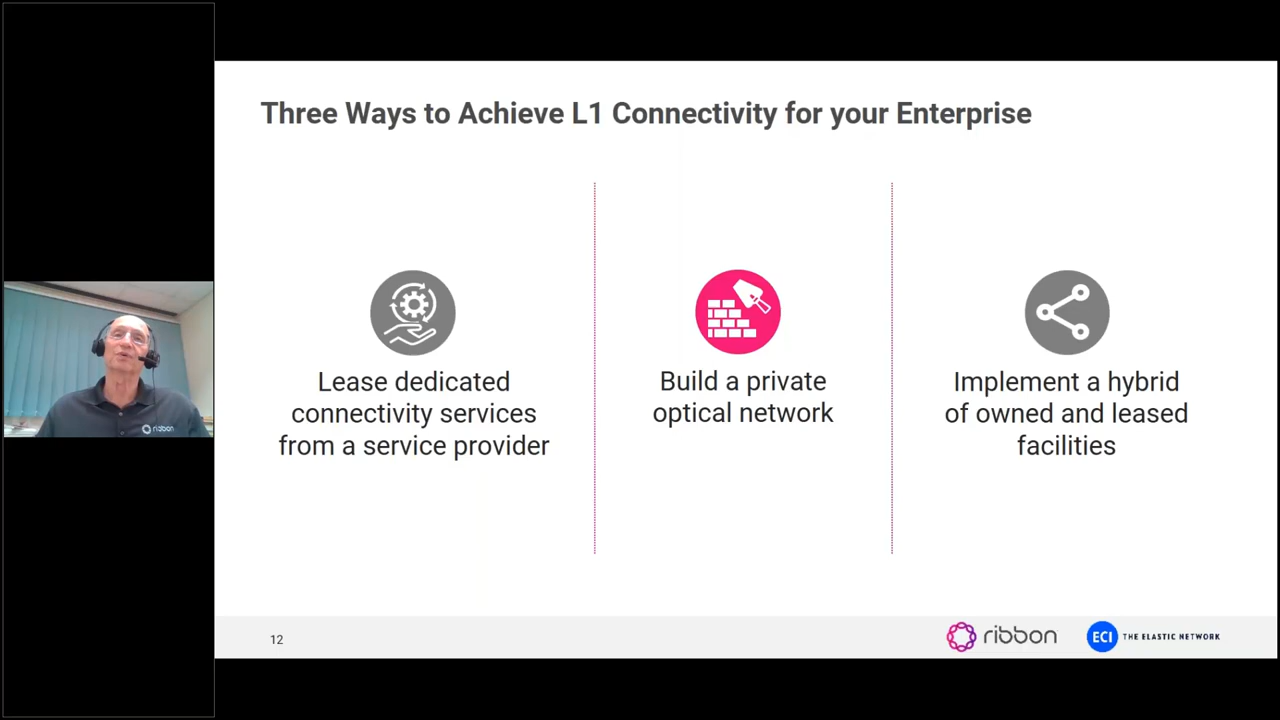 Three Ways to Achieve L1 Connectivity for your Enterprise
Lease dedicated
connectivity services
from a service provider
Build a private
optical network
Implement a hybrid
of owned and leased
facilities
ribbon
12
ribbon
ECI THE ELASTIC NETWORK